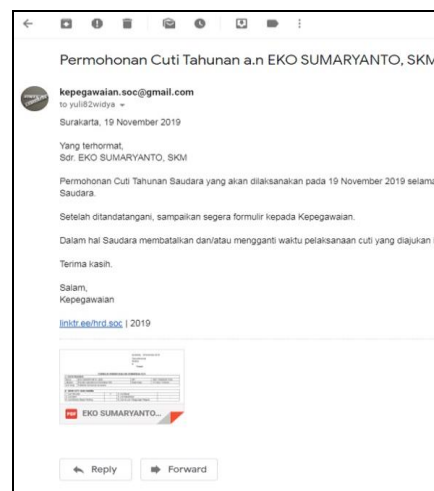 Permohonan Cuti Tahunan a.n EKO SUMARYANTO, SKM
kepegawaian.soc@gmail.com
to yuli82widya
Surakarta, 19 November 2019
Yang terhormat,
Sdr. EKO SUMARYANTO, SKM
Permohonan Cuti Tahunan Saudara yang akan dilaksanakan pada 19 November 2019 selama
Saudara.
Setelah ditandatangani, sampaikan segera formulir kepada Kepegawaian.
Dalam hal Saudara membatalkan dan/atau mengganti waktu pelaksanaan cuti yang diajukan
Terima kasih.
Salam,
Kepegawaian
linktr.ee/hrd.soc | 2019
PDF EKO SUMARYANTO...
Reply Forward